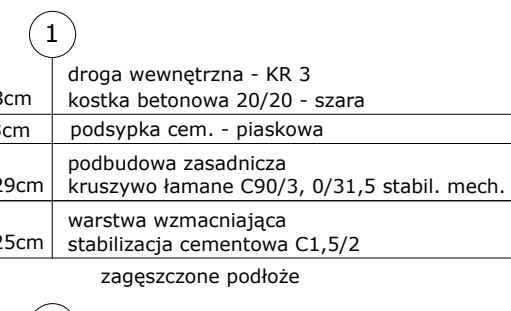 1
droga wewnętrzna - KR 3
cm kostka betonowa 20/20 - szara
cm podsypka cem. - piaskowa
podbudowa zasadnicza
29cm kruszywo łamane C90/3, 0/31,5 stabil. mech.
warstwa wzmacniająca
25cm stabilizacja cementowa C1,5/2
zagęszczone podłoże